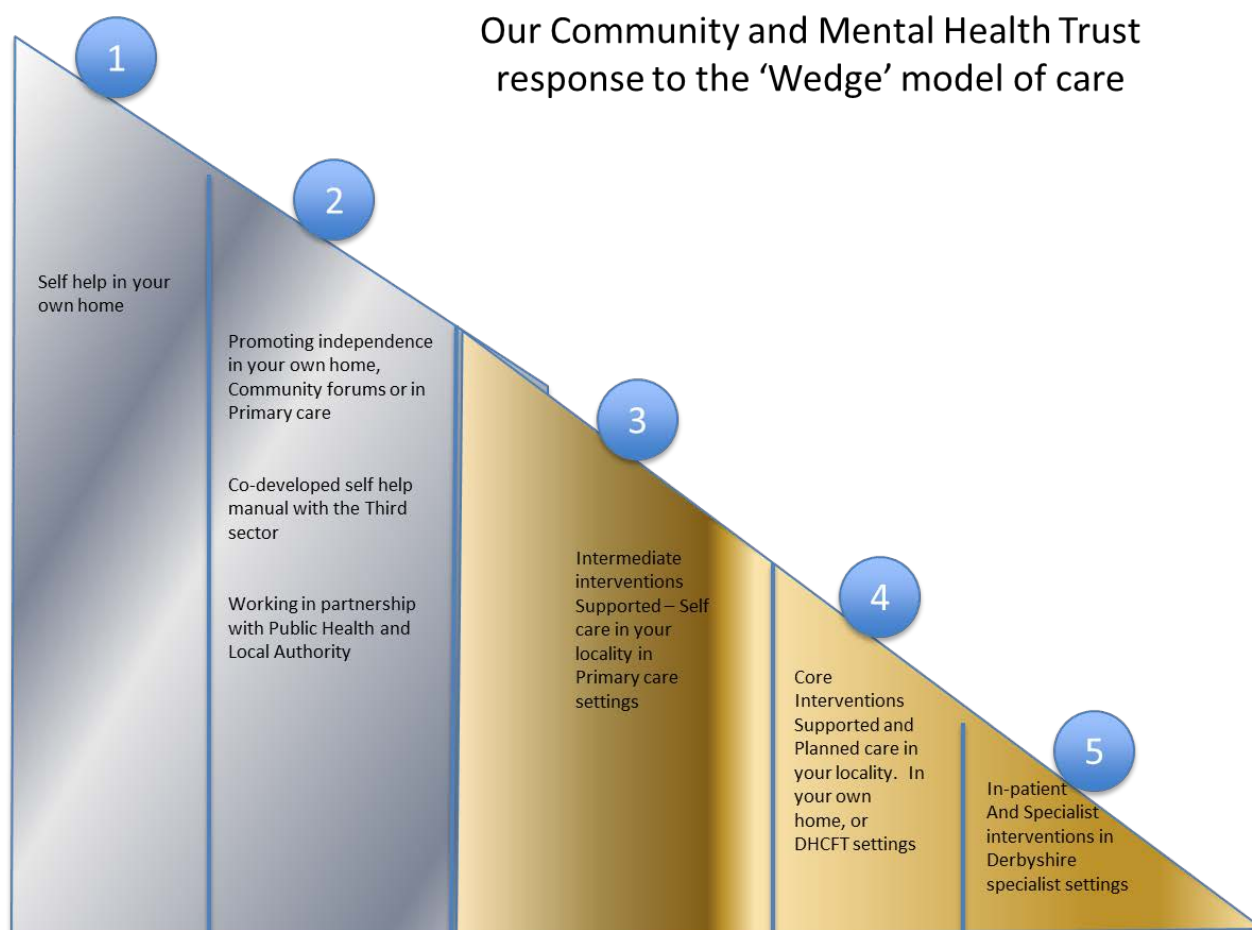 Our Community and Mental Health Trust
response to the ‘Wedge’ model of care
1
Self help in your
own home
2
Promoting independence
in your own home,
Community forums or in
Primary care
Co-developed self help
manual with the Third
sector
Working in partnership
with Public Health and
Local Authority
3
Intermediate
interventions
Supported – Self
care in your
locality in
Primary care
settings
4
Core
Interventions
Supported and
Planned care in
your locality.  In
your own
home, or
DHCFT settings
5
In-patient
And Specialist
interventions in
Derbyshire
specialist settings